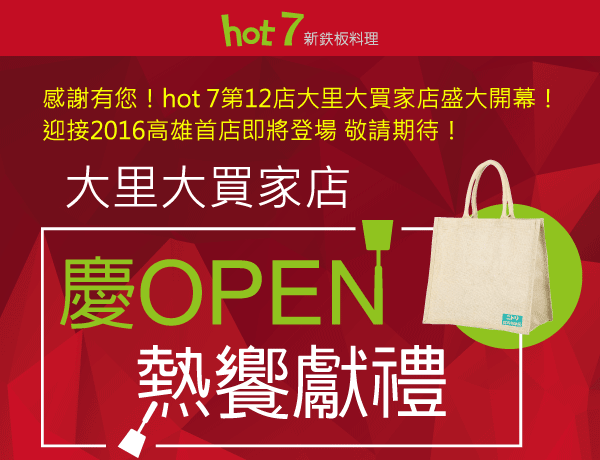 hot 7 新鉄板料理
感謝有您！hot 7第12店大里大買家店盛大開幕！
迎接2016高雄首店即將登場 敬請期待！
大里大買家店
慶OPEN
熱饗獻禮
ニトリ